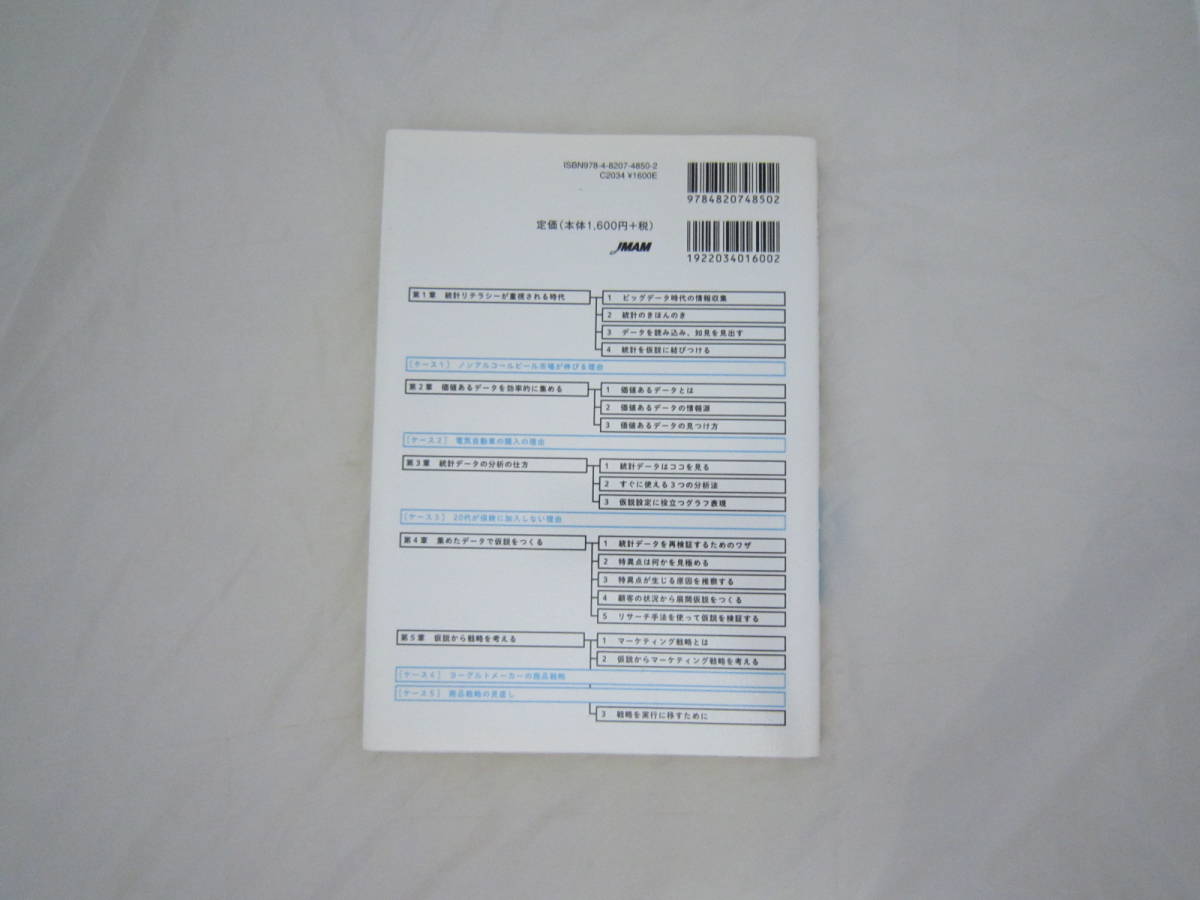 ISBN978-4-8207-4850-2
C2034 ¥1600E
9784820748502
定価(本体1,600円+税)
JMAM
1922034016002
第1章 統計リテラシーが重視される時代
1 ビッグデータ時代の情報収集
2 統計のきほんのき
3 データを読み込み、知見を見出す
4 統計を仮説に結びつける
[ケース1] ノンアルコールビール市場が伸びる理由
第2章 価値あるデータを効率的に集める
1 価値あるデータとは
2 価値あるデータの情報源
3 価値あるデータの見つけ方
[ケース2] 電気自動車の購入の理由
第3章 統計データの分析の仕方
1 統計データはココを見る
2 すぐに使える3つの分析法
3 仮説設定に役立つグラフ表現
[ケース3] 20代が保険に加入しない理由
第4章 集めたデータで仮説をつくる
1 統計データを再検証するためのワザ
2 特異点は何かを見極める
3 特異点が生じる原因を推察する
4 顧客の状況から展開仮説をつくる
5 リサーチ手法を使って仮説を検証する
第5章 仮説から戦略を考える
1 マーケティング戦略とは
2 仮説からマーケティング戦略を考える
[ケース4] ヨーグルトメーカーの商品戦略
[ケース5] 商品戦略の見直し
3 戦略を実行に移すために